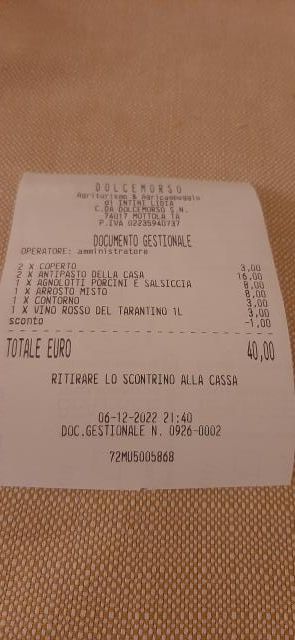 DOLCEMORSO
Agriturismo & Agricampeggio
di INTINI LIDIA
C.DA DOLCEMORSO S.N.
74017 MOTTOLA TA
P.IVA 02235940737
DOCUMENTO GESTIONALE
OPERATORE: amministratore
2 X COPERTO 3,00
2 X ANTIPASTO DELLA CASA 16,00
1 X AGNOLOTTI PORCINI E SALSICCIA 8,00
1 X ARROSTO MISTO 8,00
1 X CONTORNO 3,00
1 X VINO ROSSO DEL TARANTINO 1L 3,00
sconto -1,00
TOTALE EURO 40,00
RITIRARE LO SCONTRINO ALLA CASSA
06-12-2022 21:40
DOC.GESTIONALE N. 0926-0002
72MU5005868